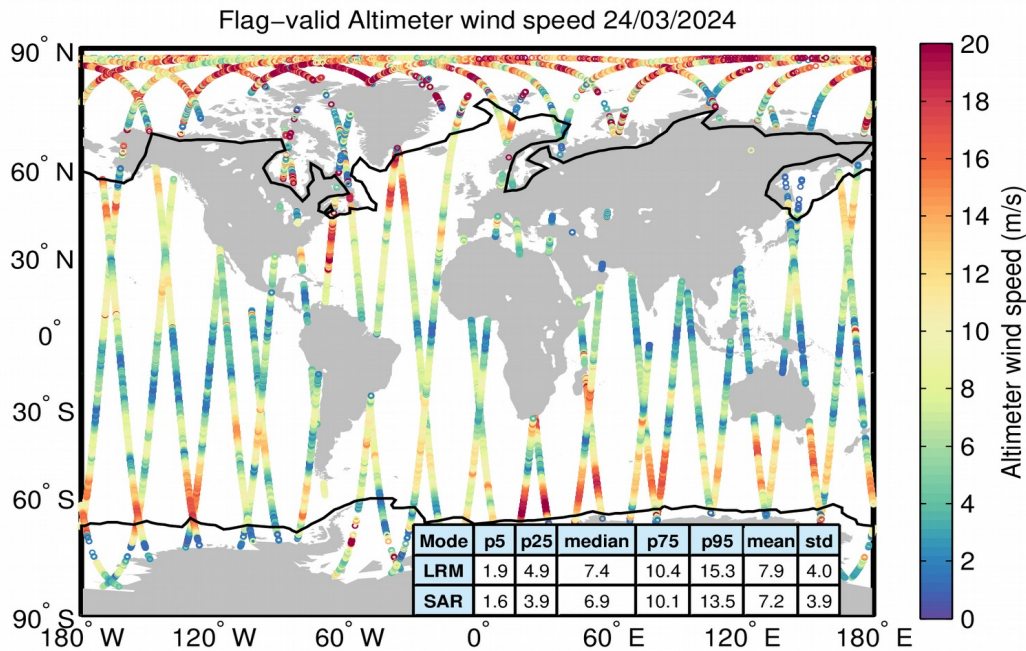 Flag−valid Altimeter wind speed 24/03/2024
90° N
60° N
30° N
0°
30° S
60° S
90° S
180° W
120° W
60° W
0°
60° E
120° E
180° E
Mode p5 p25 median p75 p95 mean std
LRM 1.9 4.9 7.4 10.4 15.3 7.9 4.0
SAR 1.6 3.9 6.9 10.1 13.5 7.2 3.9
20
18
16
14
12
10
8
6
4
2
0
Altimeter wind speed (m/s)